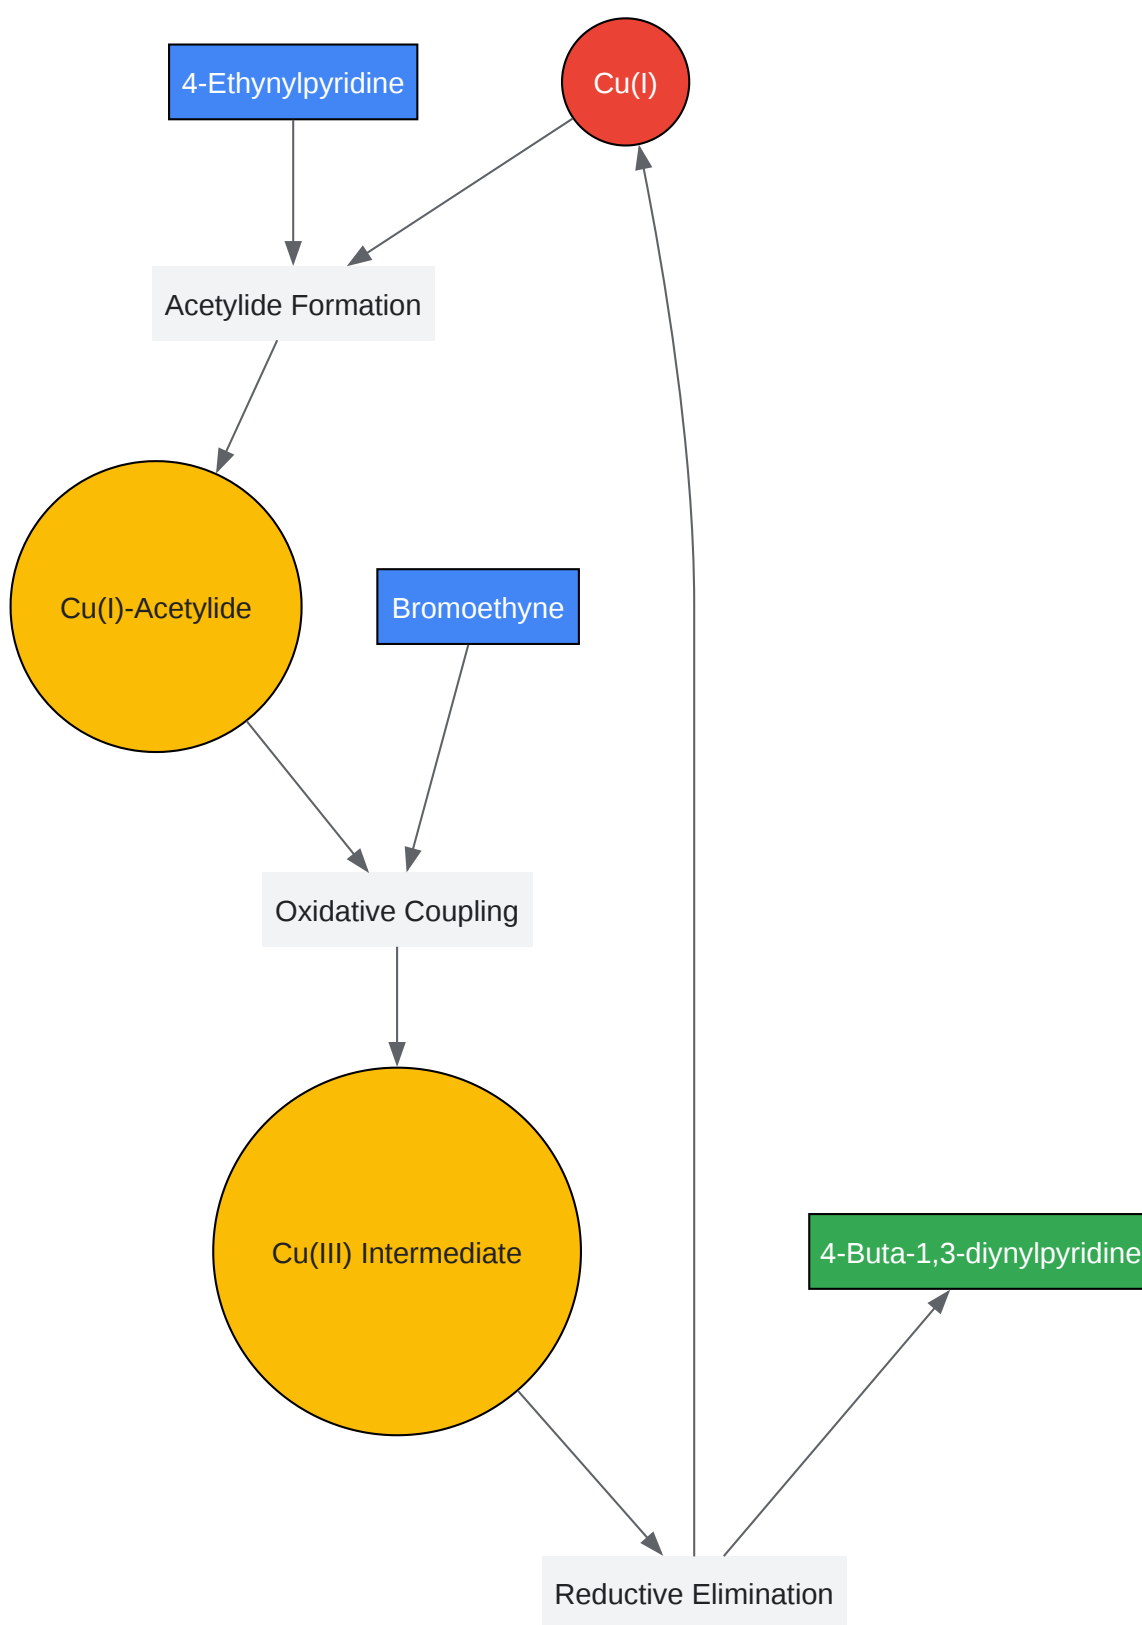 4-Ethynylpyridine
Cu(I)
Acetylide Formation
Cu(I)-Acetylide
Bromoethyne
Oxidative Coupling
Cu(III) Intermediate
4-Buta-1,3-diynylpyridine
Reductive Elimination